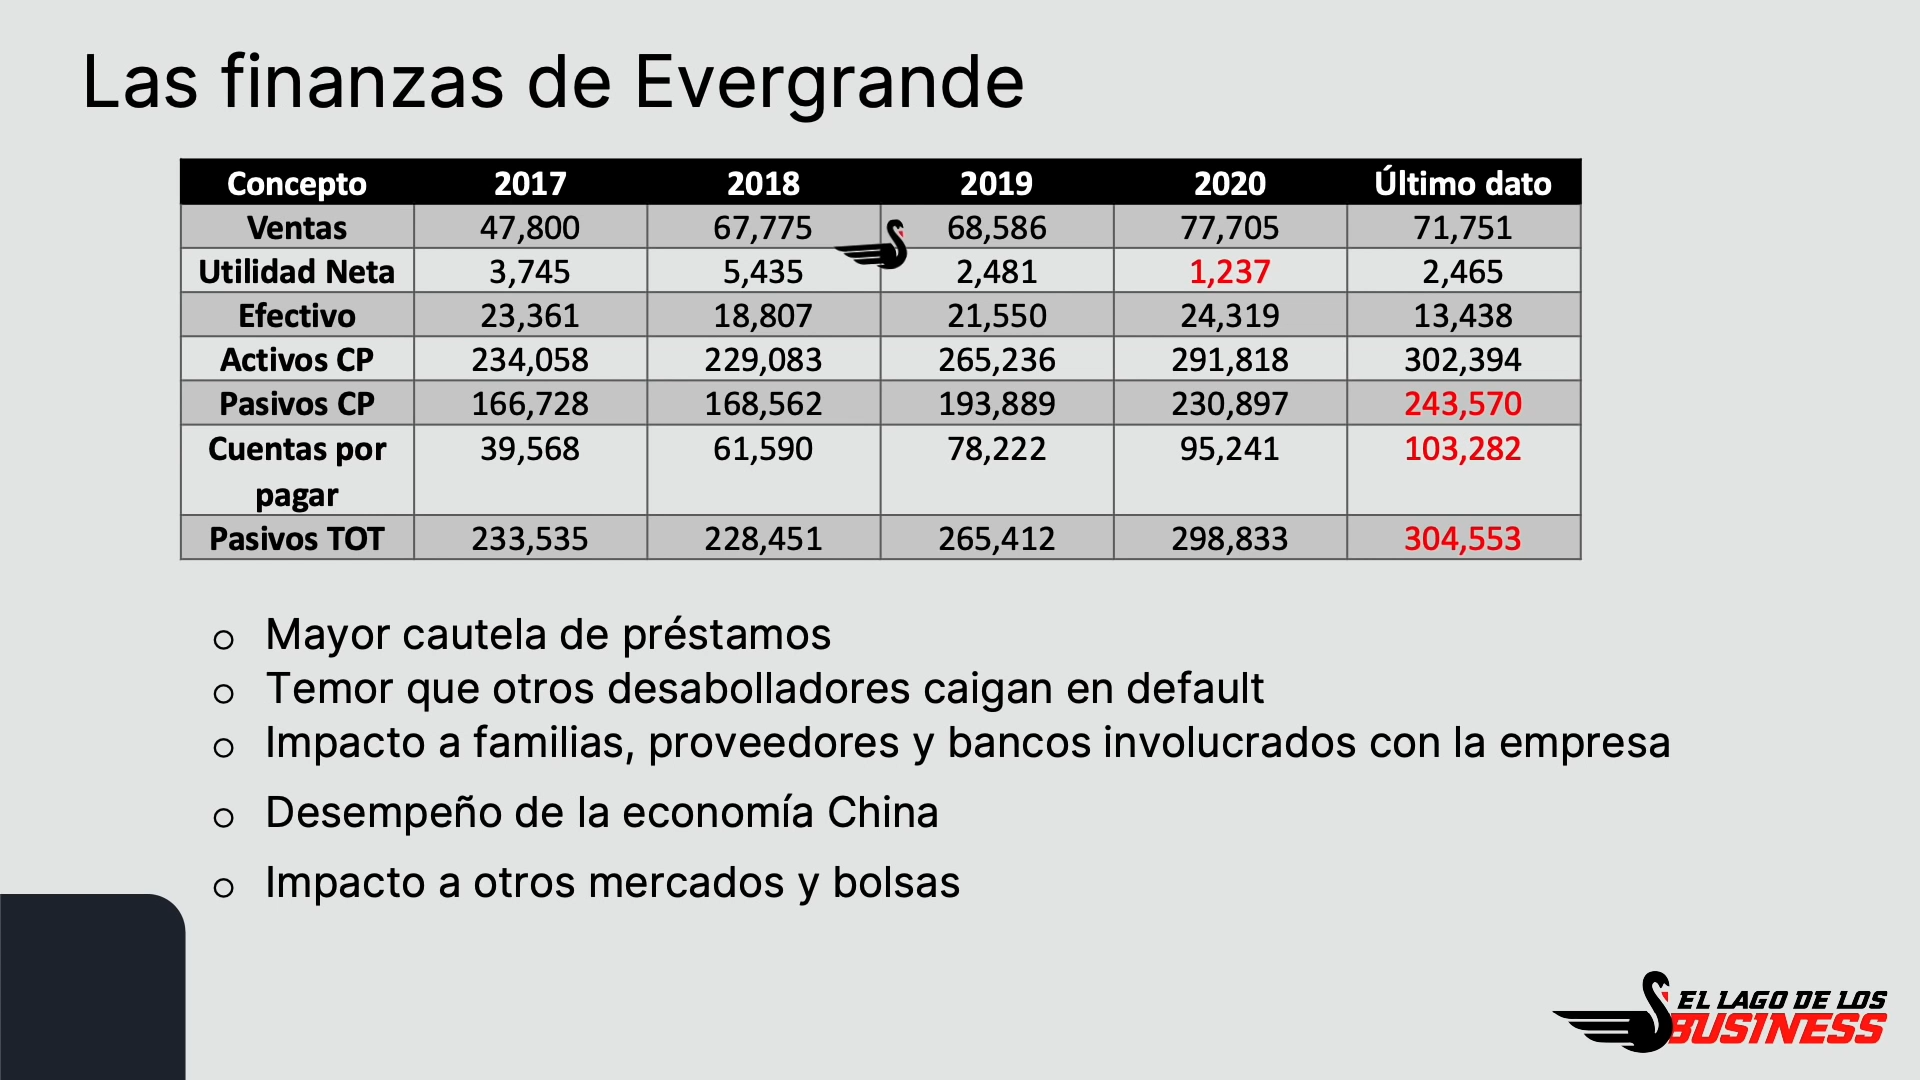 Las finanzas de Evergrande
Concepto 2017 2018 2019 2020 Último dato
Ventas 47,800 67,775 68,586 77,705 71,751
Utilidad Neta 3,745 5,435 2,481 1,237 2,465
Efectivo 23,361 18,807 21,550 24,319 13,438
Activos CP 234,058 229,083 265,236 291,818 302,394
Pasivos CP 166,728 168,562 193,889 230,897 243,570
Cuentas por 39,568 61,590 78,222 95,241 103,282
pagar
Pasivos TOT 233,535 228,451 265,412 298,833 304,553
Mayor cautela de préstamos
Temor que otros desabolladores caigan en default
Impacto a familias, proveedores y bancos involucrados con la empresa
Desempeño de la economía China
Impacto a otros mercados y bolsas
EL LAGO DE LOS
BUSINESS